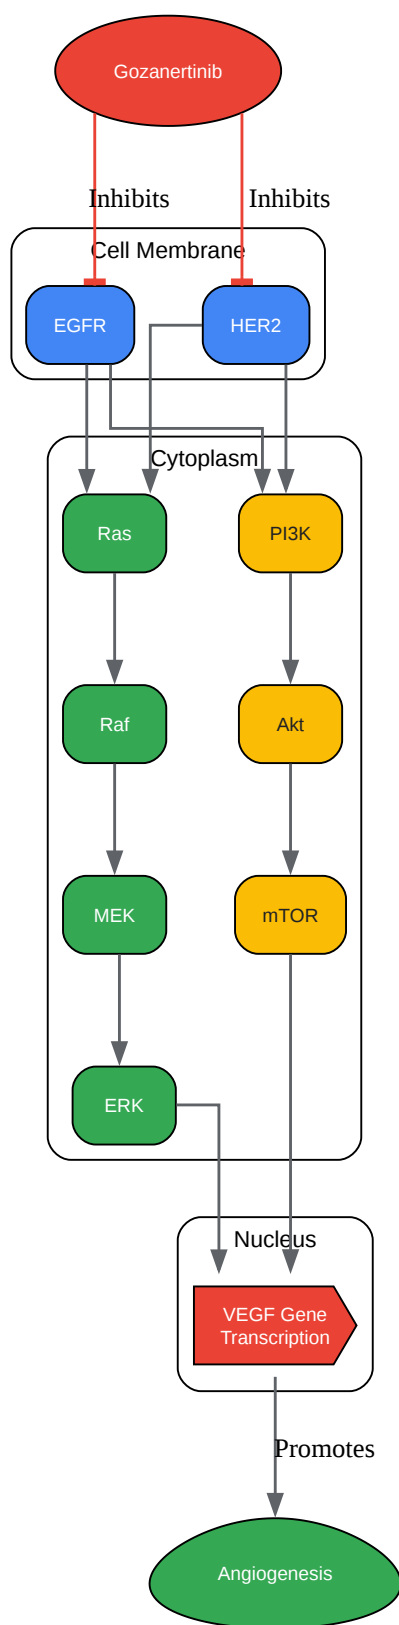 Gozanertinib
Inhibits
Inhibits
Cell Membrane
EGFR
HER2
Cytoplasm
Ras
PI3K
Raf
Akt
MEK
mTOR
ERK
Nucleus
VEGF Gene
Transcription
Promotes
Angiogenesis